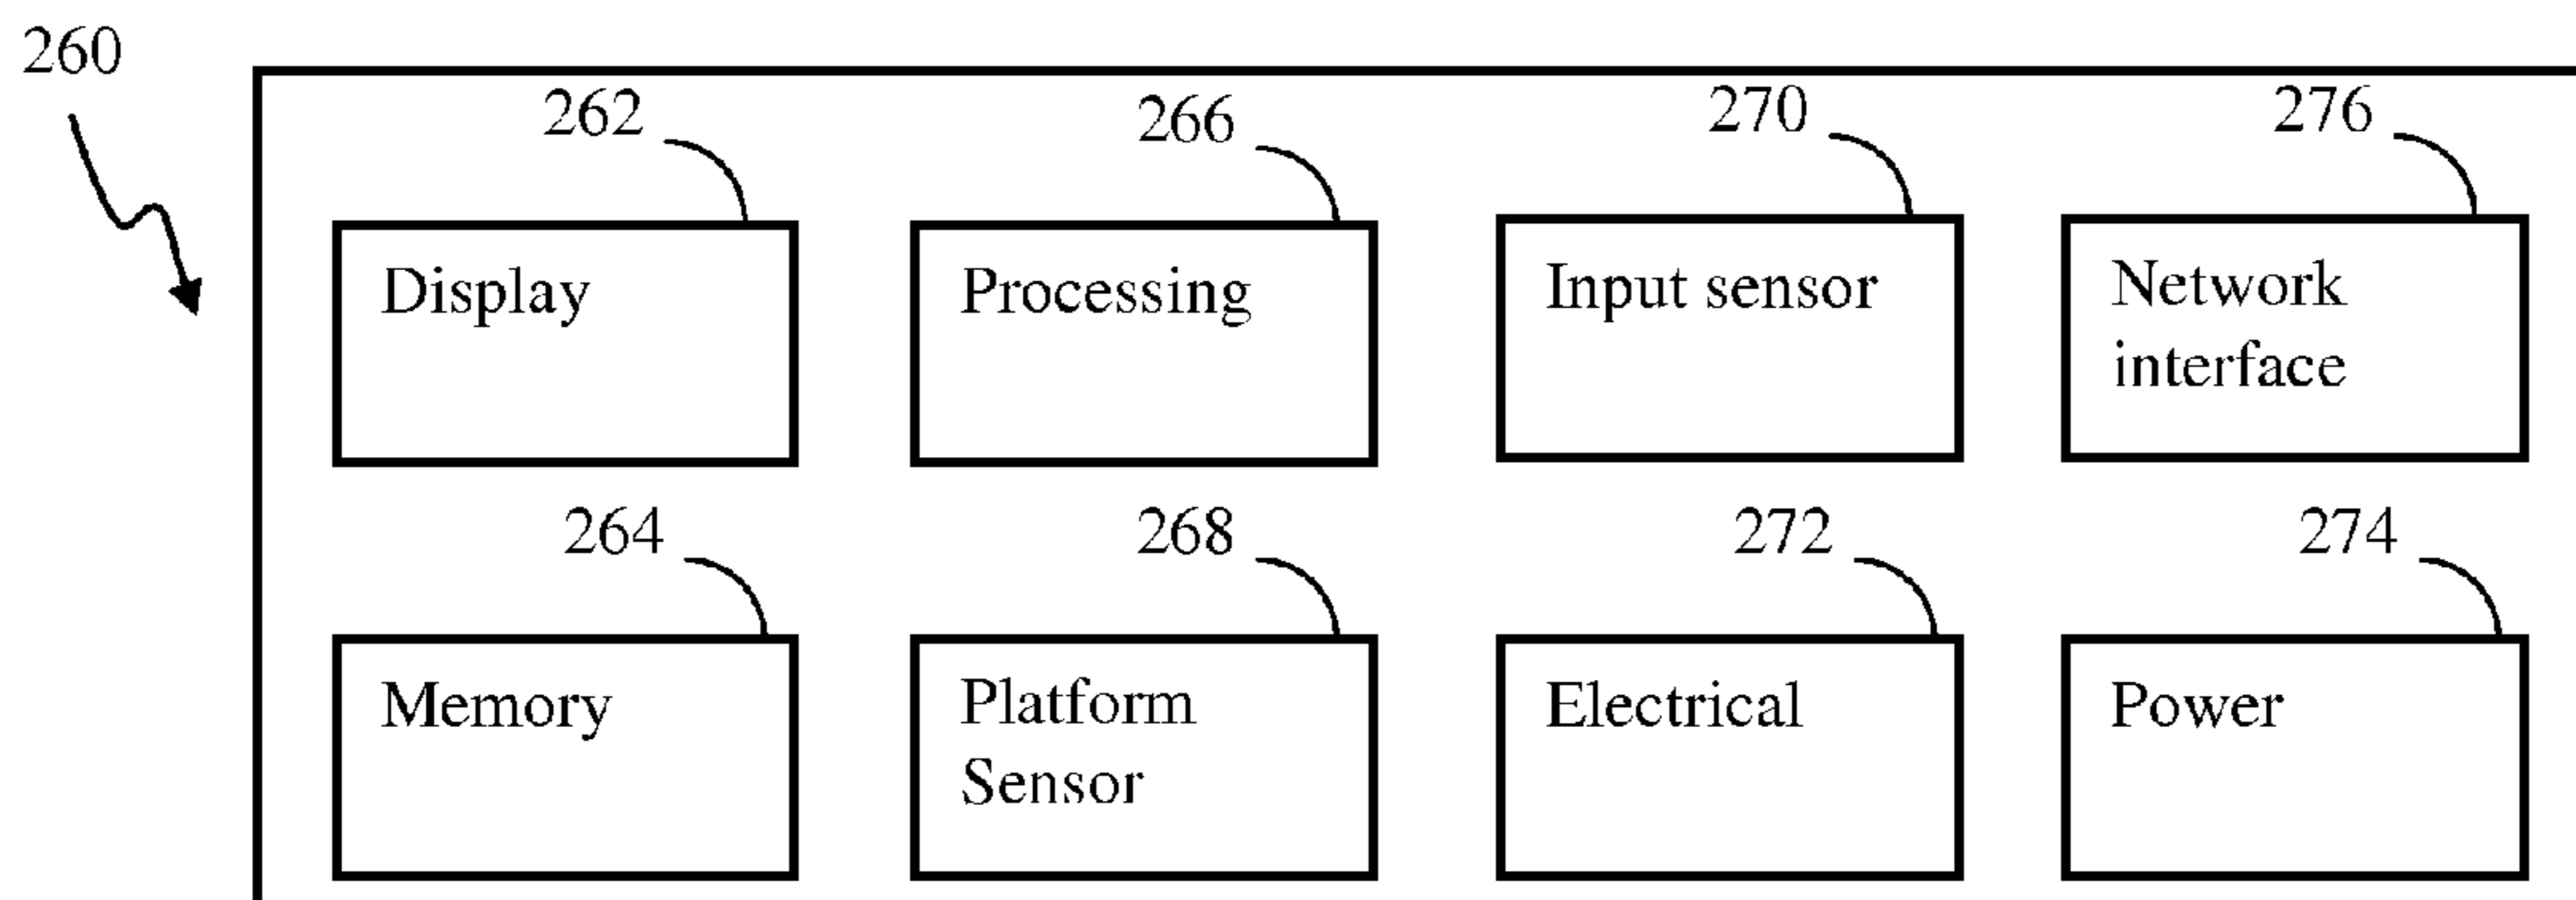 260
262
266
270
276
Display
Processing
Input sensor
Network
interface
264
268
272
274
Memory
Platform
Sensor
Electrical
Power